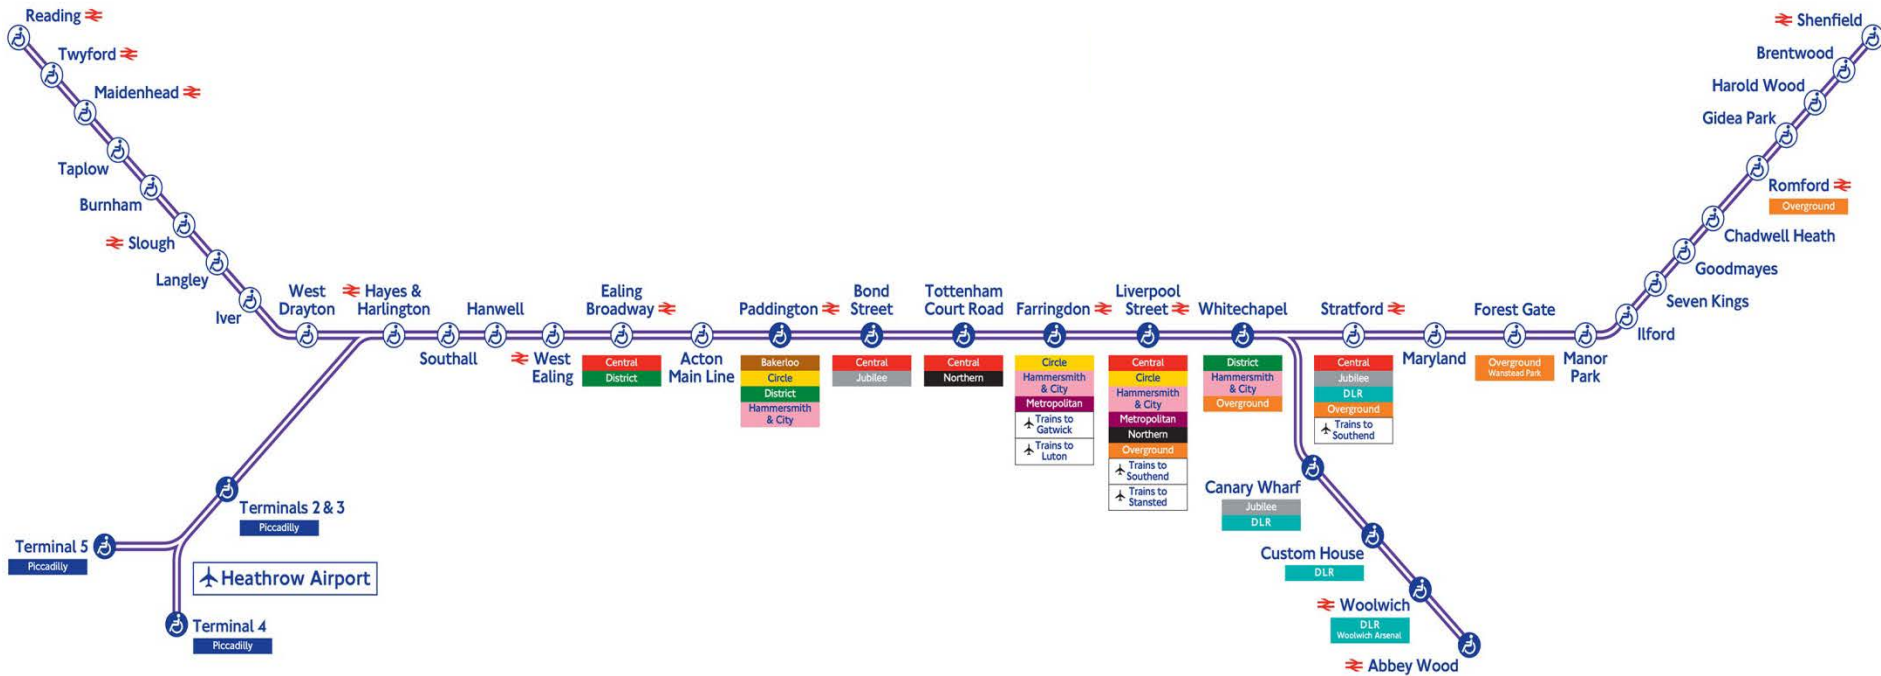 Reading
Twyford
Maidenhead
Taplow
Burnham
Slough
Langley
Iver
West
Drayton
Hayes &
Harlington
Southall
Hanwell
West
Ealing
Ealing
Broadway
Central
District
Acton
Main Line
Paddington
Bakerloo
Circle
District
Hammersmith
& City
Bond
Street
Central
Jubilee
Tottenham
Court Road
Central
Northern
Farringdon
Circle
Hammersmith
& City
Metropolitan
Trains to
Gatwick
Trains to
Luton
Liverpool
Street
Central
Circle
Hammersmith
& City
Metropolitan
Northern
Overground
Trains to
Southend
Trains to
Stansted
Whitechapel
District
Hammersmith
& City
Overground
Stratford
Central
Jubilee
DLR
Overground
Trains to
Southend
Maryland
Forest Gate
Overground
Wanstead Park
Manor
Park
Ilford
Seven Kings
Goodmayes
Chadwell Heath
Romford
Overground
Gidea Park
Harold Wood
Brentwood
Shenfield
Terminals 2 & 3
Piccadilly
Terminal 5
Piccadilly
Heathrow Airport
Terminal 4
Piccadilly
Canary Wharf
Jubilee
DLR
Custom House
DLR
Woolwich
DLR
Woolwich Arsenal
Abbey Wood